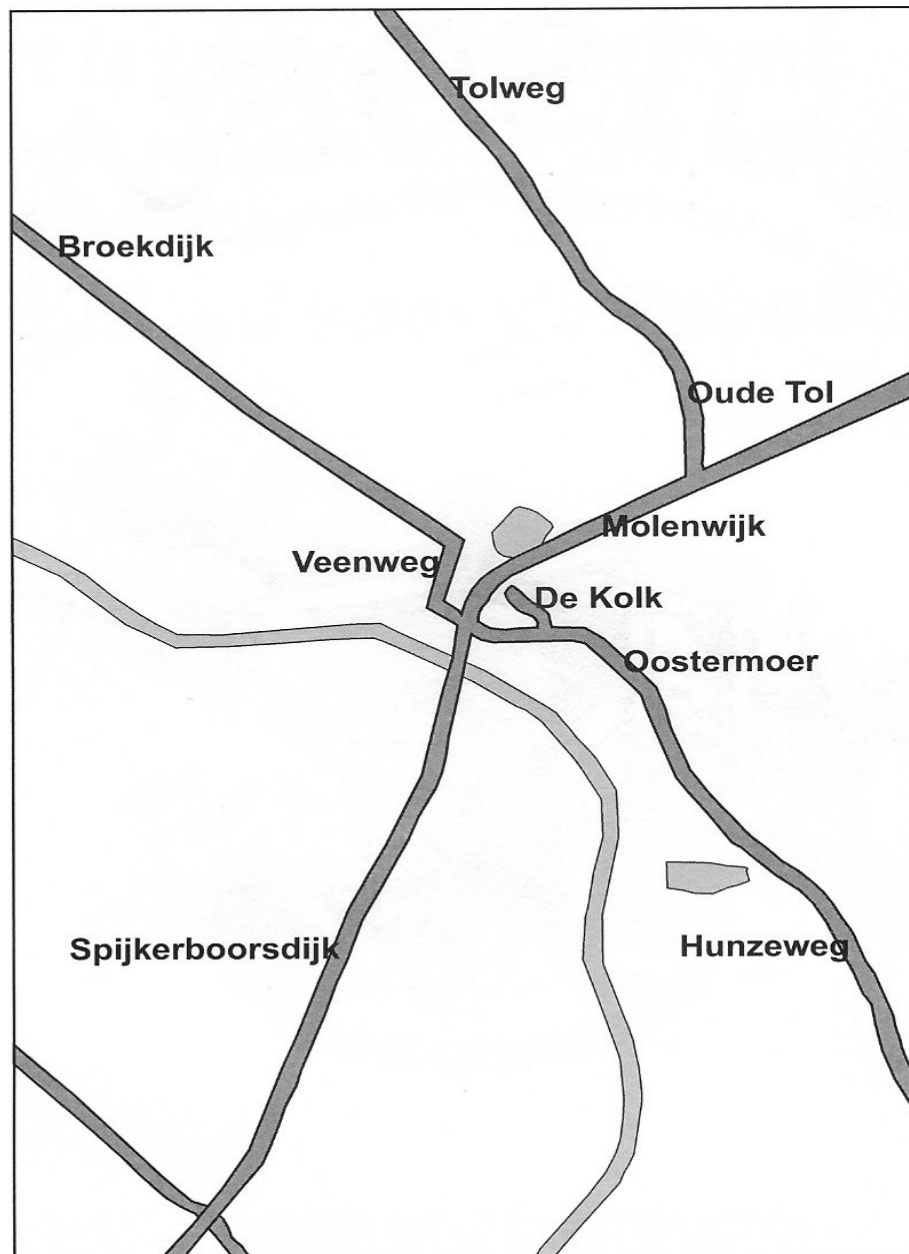 Tolweg
Broekdijk
Oude Tol
Molenwijk
Veenweg
De Kolk
Oostermoer
Spijkerboorsdijk
Hunzeweg